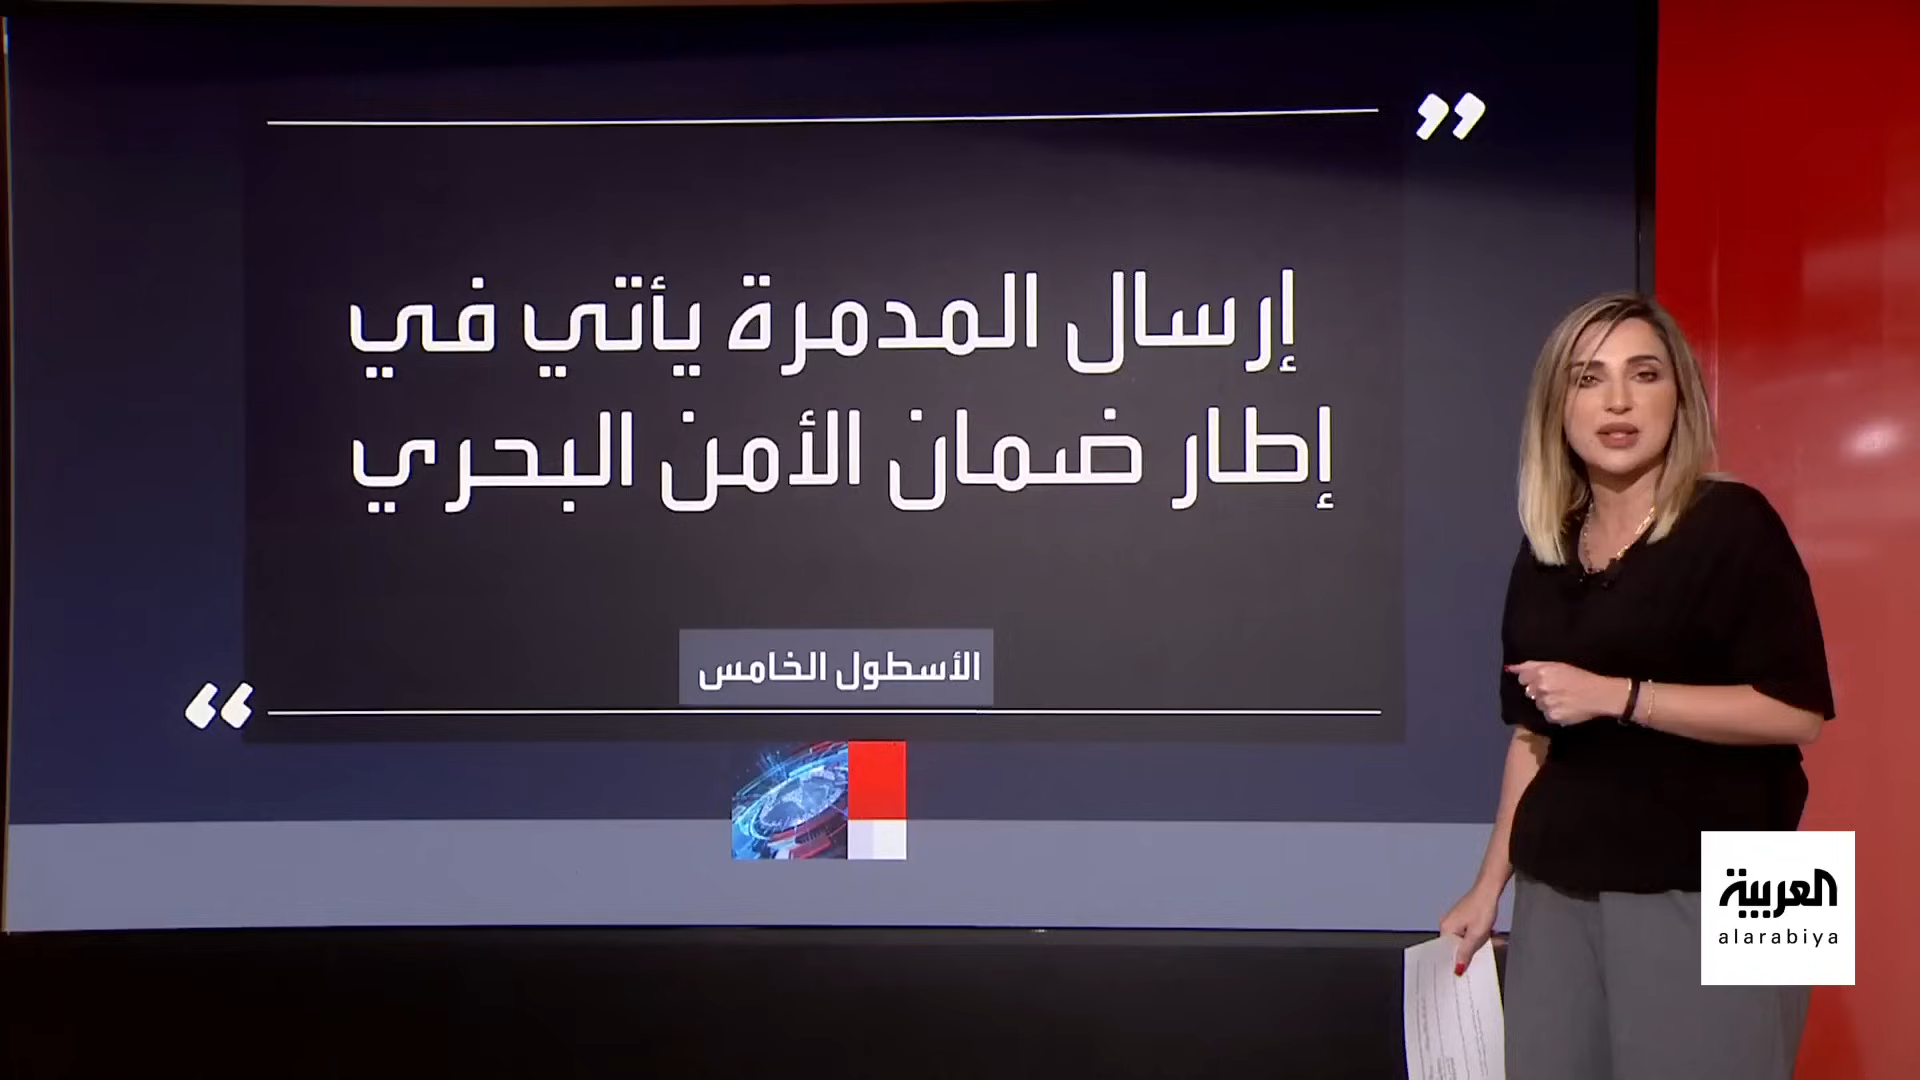 إرسال المدمرة يأتي في
إطار ضمان الأمن البحري
الأسطول الخامس
العربية
alarabiya